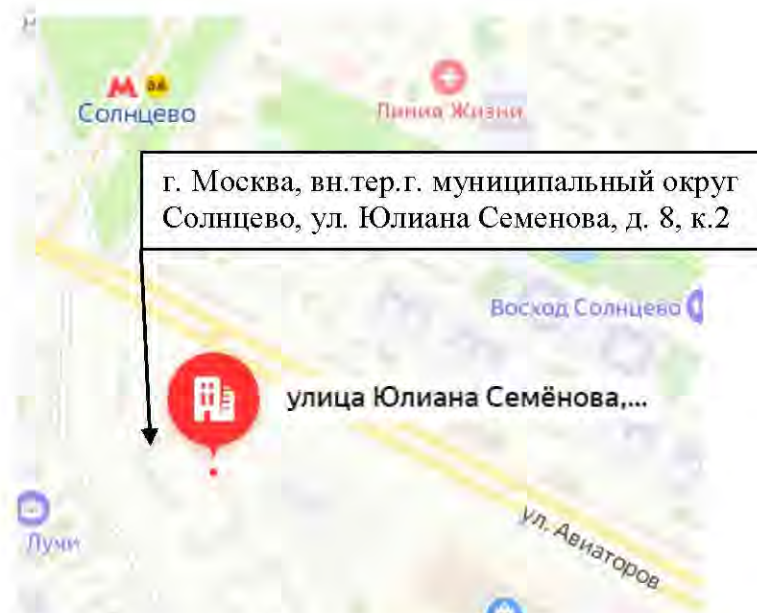 Солнцево
Линия Жизни
г. Москва, вн.тер.г. муниципальный округ
Солнцево, ул. Юлиана Семенова, д. 8, к.2
Восход Солнцево
улица Юлиана Семёнова,...
ул. Авиаторов
Лучи